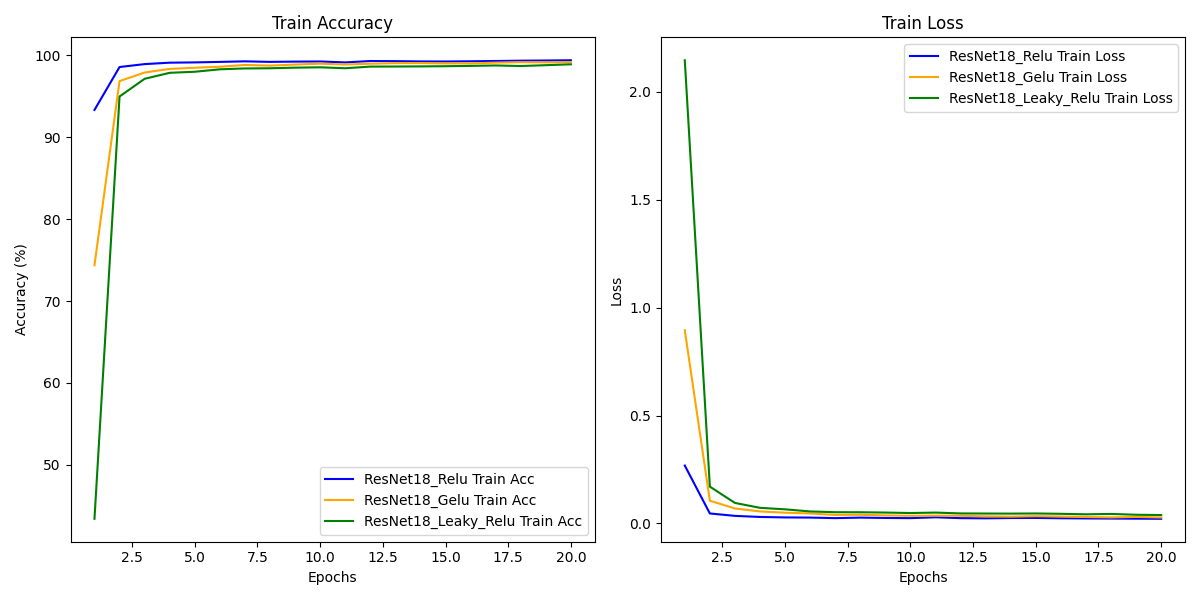 Train Accuracy
Accuracy (%)
100
90
80
70
60
50
2.5 5.0 7.5 10.0 12.5 15.0 17.5 20.0
Epochs
ResNet18_Relu Train Acc
ResNet18_Gelu Train Acc
ResNet18_Leaky_Relu Train Acc
Train Loss
Loss
2.0
1.5
1.0
0.5
0.0
2.5 5.0 7.5 10.0 12.5 15.0 17.5 20.0
Epochs
ResNet18_Relu Train Loss
ResNet18_Gelu Train Loss
ResNet18_Leaky_Relu Train Loss